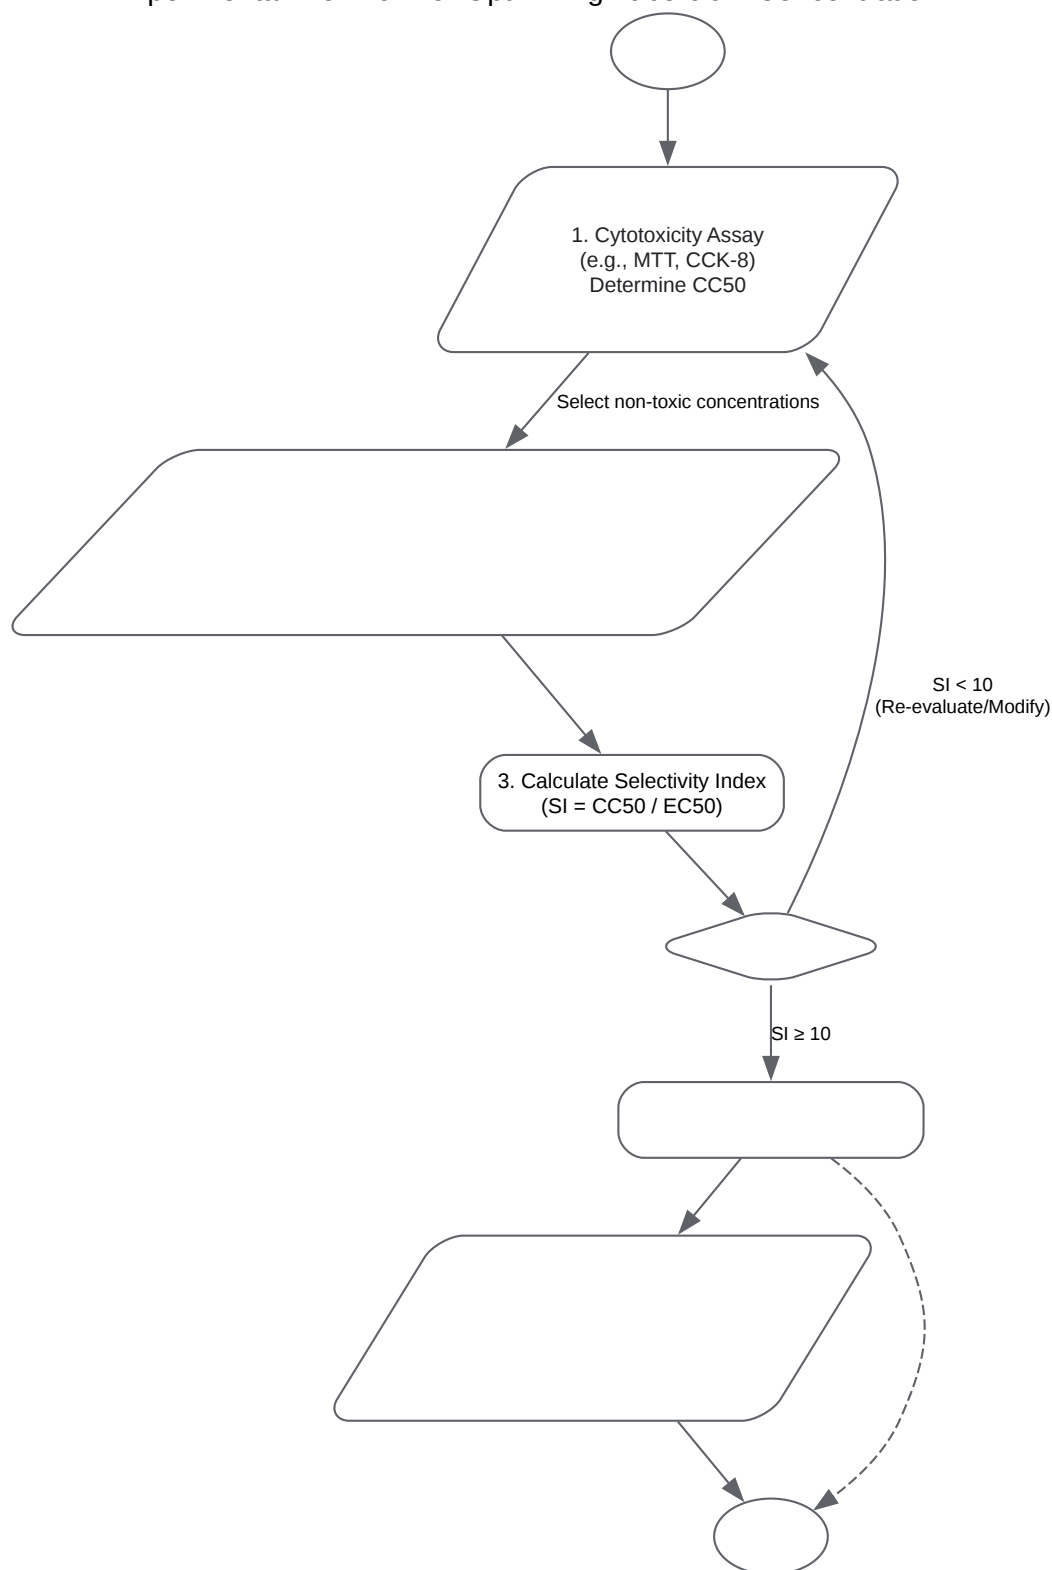 1. Cytotoxicity Assay
(e.g., MTT, CCK-8)
Determine CC50
Select non-toxic concentrations
SI < 10
(Re-evaluate/Modify)
3. Calculate Selectivity Index
(SI = CC50 / EC50)
SI ≥ 10